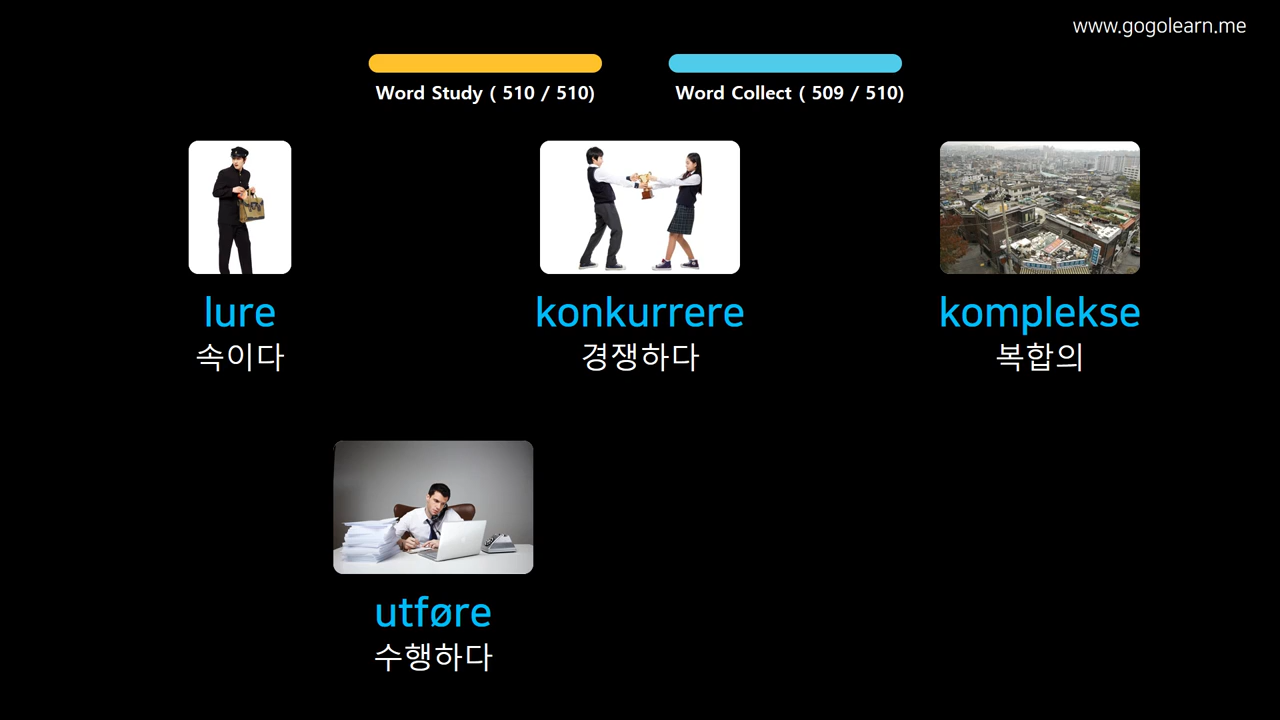 www.gogolearn.me
Word Study ( 510 / 510)
Word Collect ( 509 / 510)
lure
속이다
konkurrere
경쟁하다
komplekse
복합의
utføre
수행하다